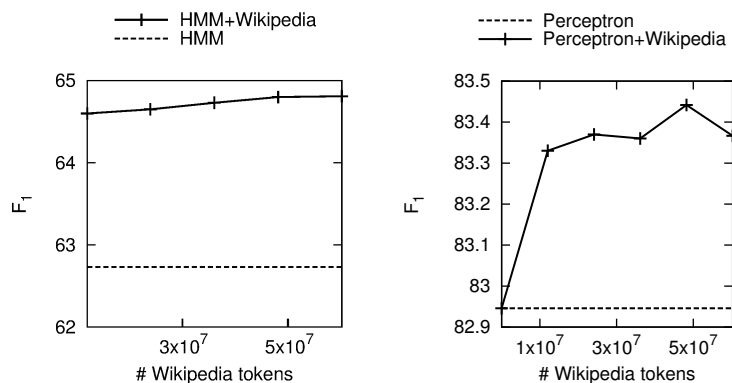 HMM+Wikipedia
HMM
65
64
63
62
F1
3x10^7
5x10^7
# Wikipedia tokens
Perceptron
Perceptron+Wikipedia
83.5
83.4
83.3
83.2
83.1
83
82.9
F1
1x10^7
3x10^7
5x10^7
# Wikipedia tokens